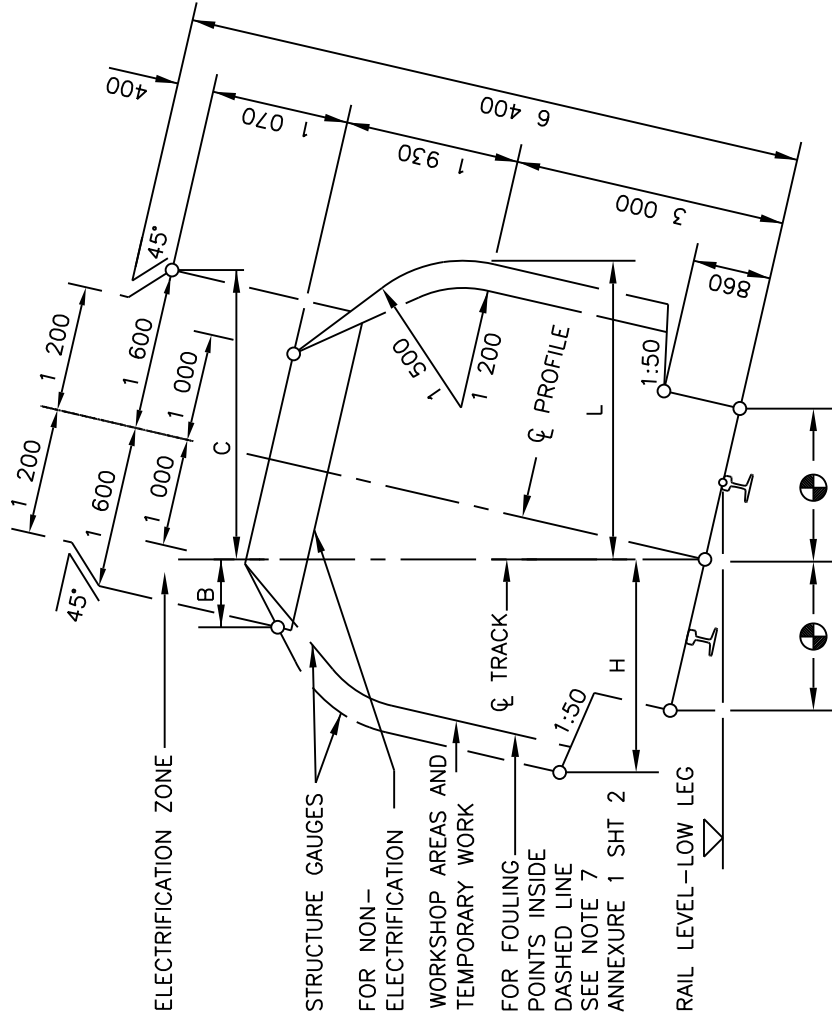 400
1 070
1 930
6 400
3 000
860
45°
1 200
1 600
1 000
1 200
1 600
1 000
45°
C
B
1 500
1 200
℄ PROFILE
L
1:50
℄ TRACK
H
1:50
ELECTRIFICATION ZONE
STRUCTURE GAUGES
FOR NON-
ELECTRIFICATION
WORKSHOP AREAS AND
TEMPORARY WORK
FOR FOULING
POINTS INSIDE
DASHED LINE
SEE NOTE 7
ANNEXURE 1 SHT 2
RAIL LEVEL-LOW LEG